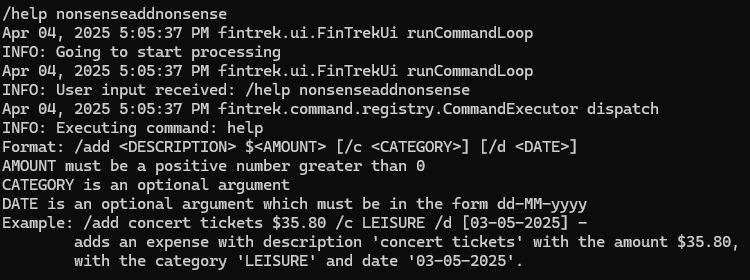 /help nonsenseaddnonsense
Apr 04, 2025 5:05:37 PM fintrek.ui.FinTrekUi runCommandLoop
INFO: Going to start processing
Apr 04, 2025 5:05:37 PM fintrek.ui.FinTrekUi runCommandLoop
INFO: User input received: /help nonsenseaddnonsense
Apr 04, 2025 5:05:37 PM fintrek.command.registry.CommandExecutor dispatch
INFO: Executing command: help
Format: /add <DESCRIPTION> $<AMOUNT> [/c <CATEGORY>] [/d <DATE>]
AMOUNT must be a positive number greater than 0
CATEGORY is an optional argument
DATE is an optional argument which must be in the form dd-MM-yyyy
Example: /add concert tickets $35.80 /c LEISURE /d [03-05-2025] -
        adds an expense with description 'concert tickets' with the amount $35.80,
        with the category 'LEISURE' and date '03-05-2025'.